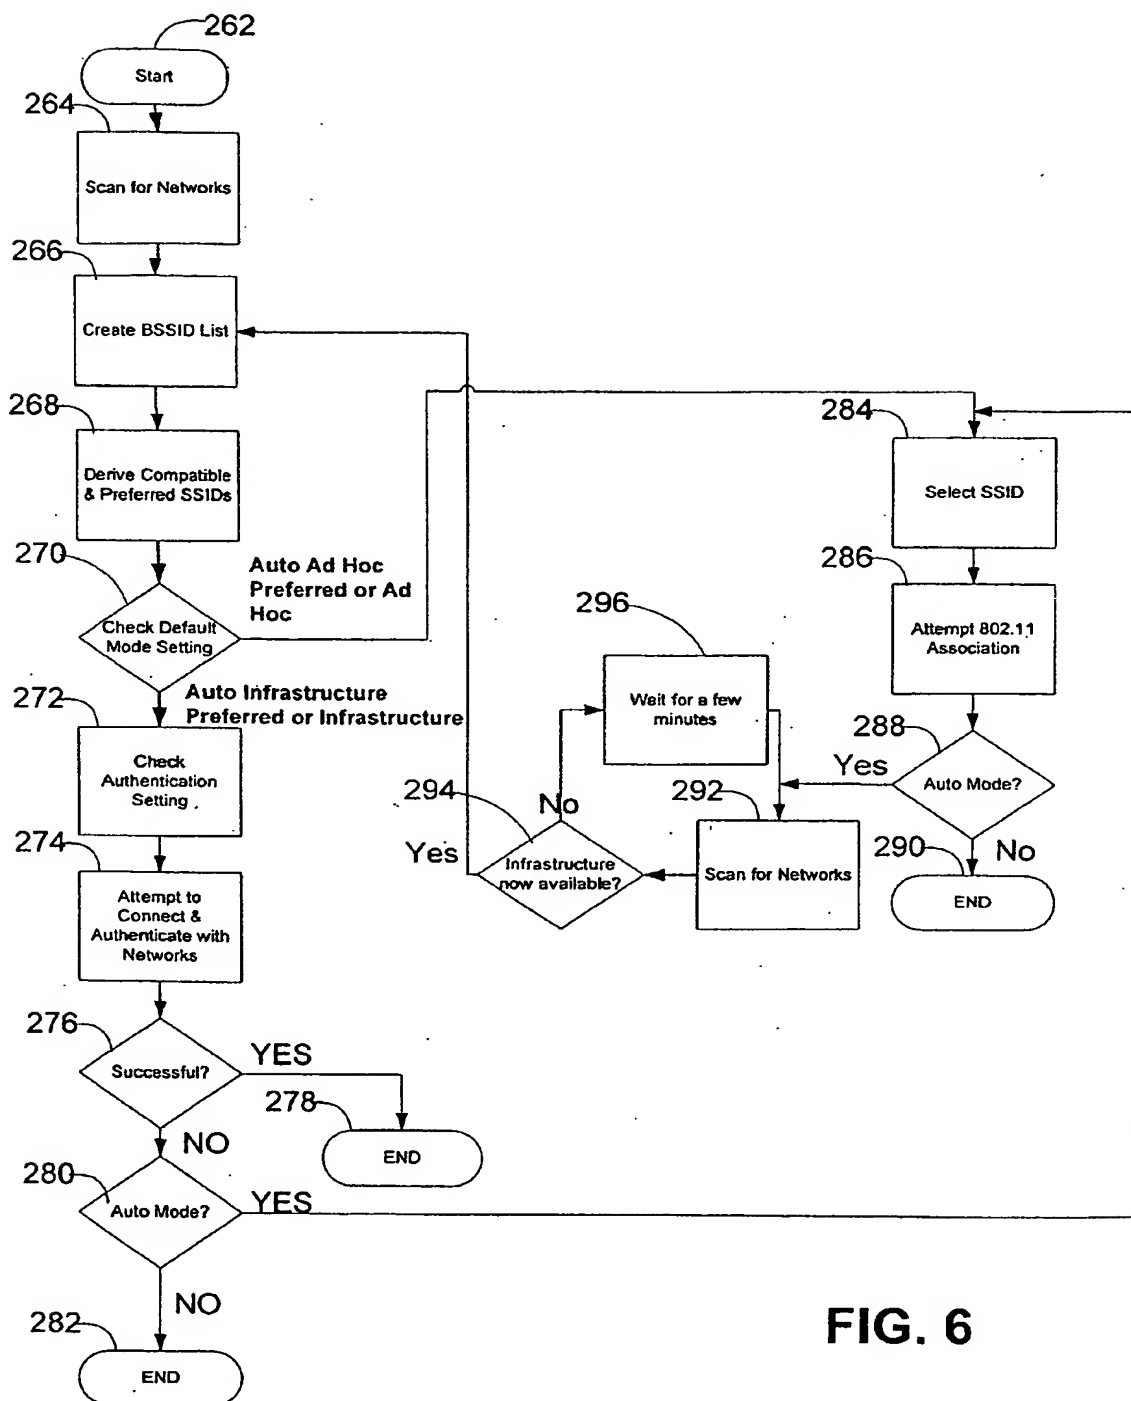 262
Start
264
Scan for Networks
266
Create BSSID List
268
Derive Compatible
& Preferred SSIDs
270
Check Default
Mode Setting
Auto Ad Hoc
Preferred or Ad
Hoc
Auto Infrastructure
Preferred or Infrastructure
272
Check
Authentication
Setting
274
Attempt to
Connect &
Authenticate with
Networks
276
Successful?
YES
278
END
NO
280
Auto Mode?
YES
NO
282
END
284
Select SSID
286
Attempt 802.11
Association
288
Auto Mode?
Yes
No
290
END
292
Scan for Networks
294
Infrastructure
now available?
No
Yes
296
Wait for a few
minutes
FIG. 6